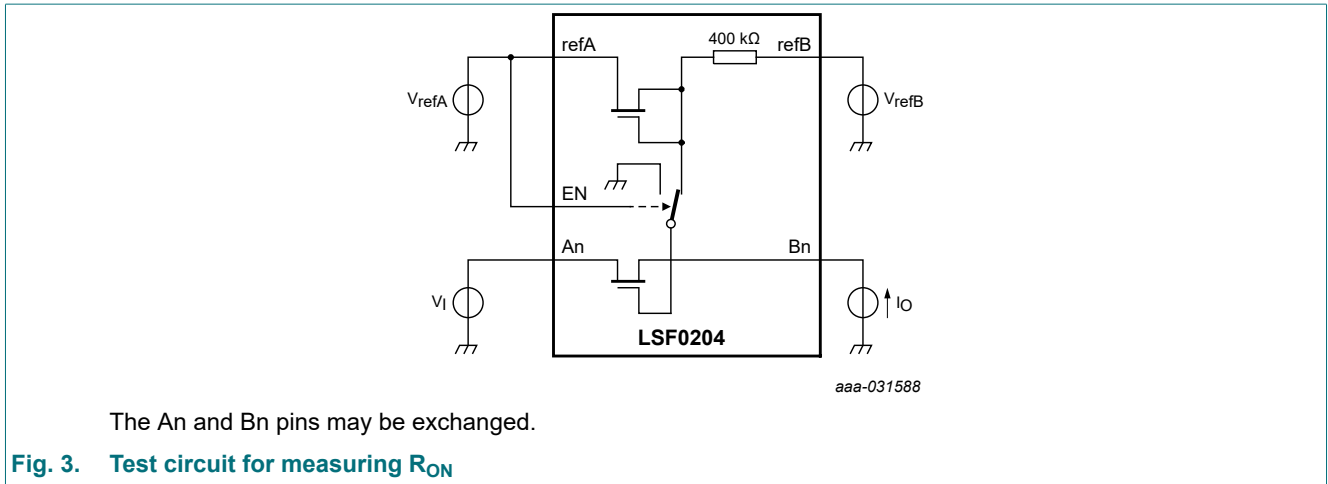 refA
400 kΩ
refB
VrefA
VrefB
EN
An
Bn
VI
IO
LSF0204
aaa-031588
The An and Bn pins may be exchanged.
Fig. 3. Test circuit for measuring RON